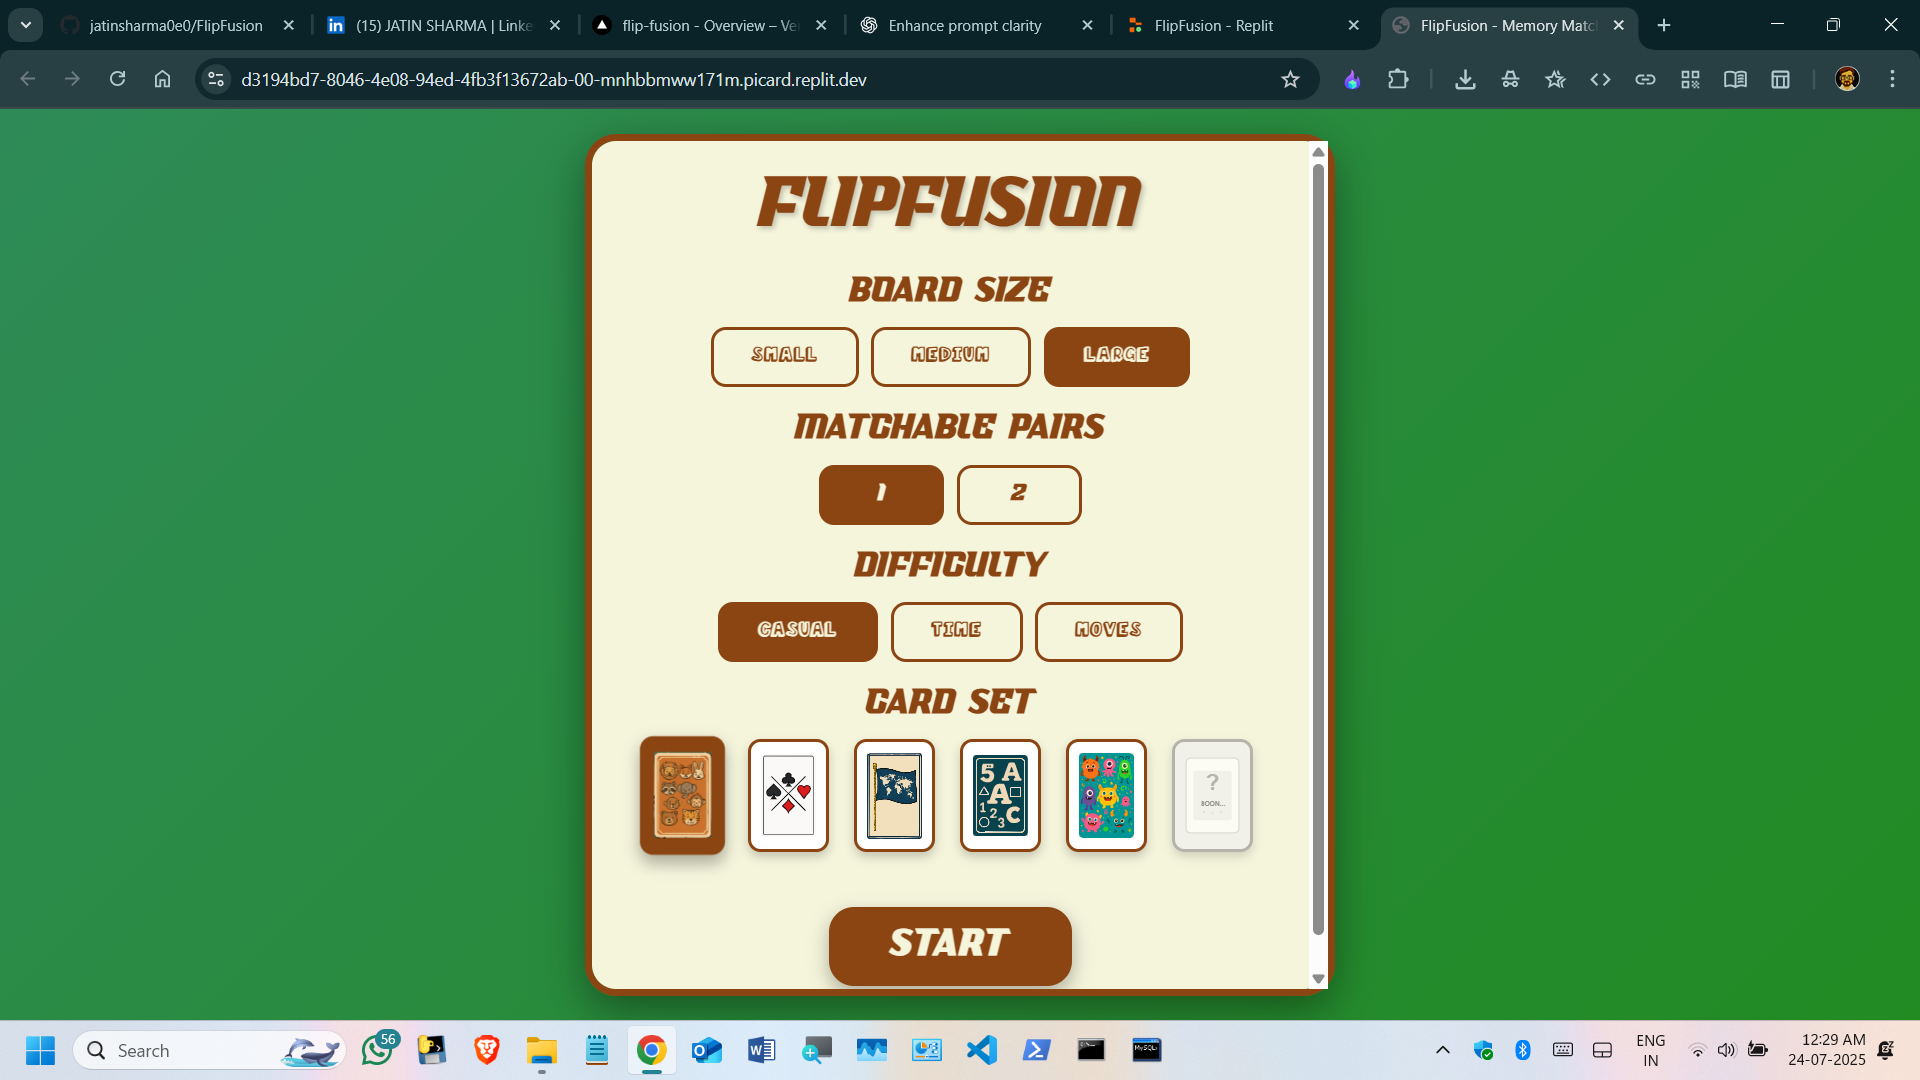 jatinsharma0e0/FlipFusion
(15) JATIN SHARMA | Linke
flip-fusion - Overview – Ve
Enhance prompt clarity
FlipFusion - Replit
FlipFusion - Memory Matc
d3194bd7-8046-4e08-94ed-4fb3f13672ab-00-mnhbbmww171m.picard.replit.dev
FLIPFUSION
BOARD SIZE
SMALL MEDIUM LARGE
MATCHABLE PAIRS
1 2
DIFFICULTY
CASUAL TIME MOVES
CARD SET
5 A
A
1 2 3 C
?
SOON...
START
Search
56
ENG
IN
12:29 AM
24-07-2025